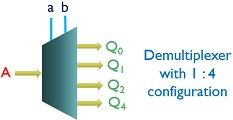 a b
Q0
A
Q1
Q2
Q4
Demultiplexer
with 1 : 4
configuration